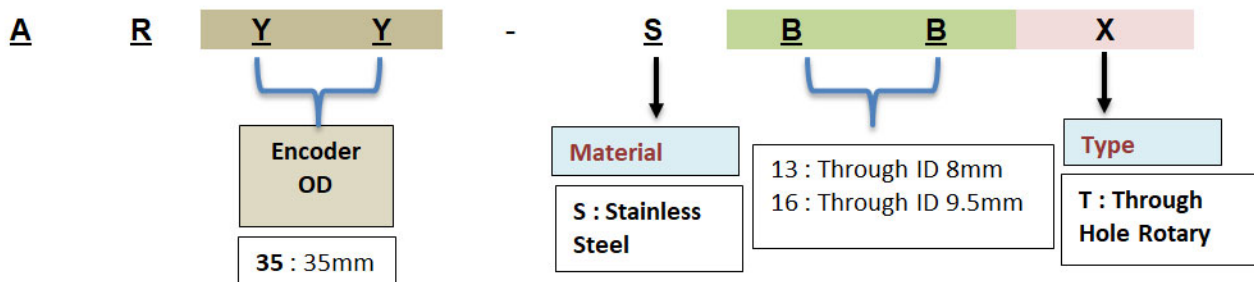 A R Y Y - S B B X
Encoder
OD
35 : 35mm
Material
S : Stainless
Steel
13 : Through ID 8mm
16 : Through ID 9.5mm
Type
T : Through
Hole Rotary